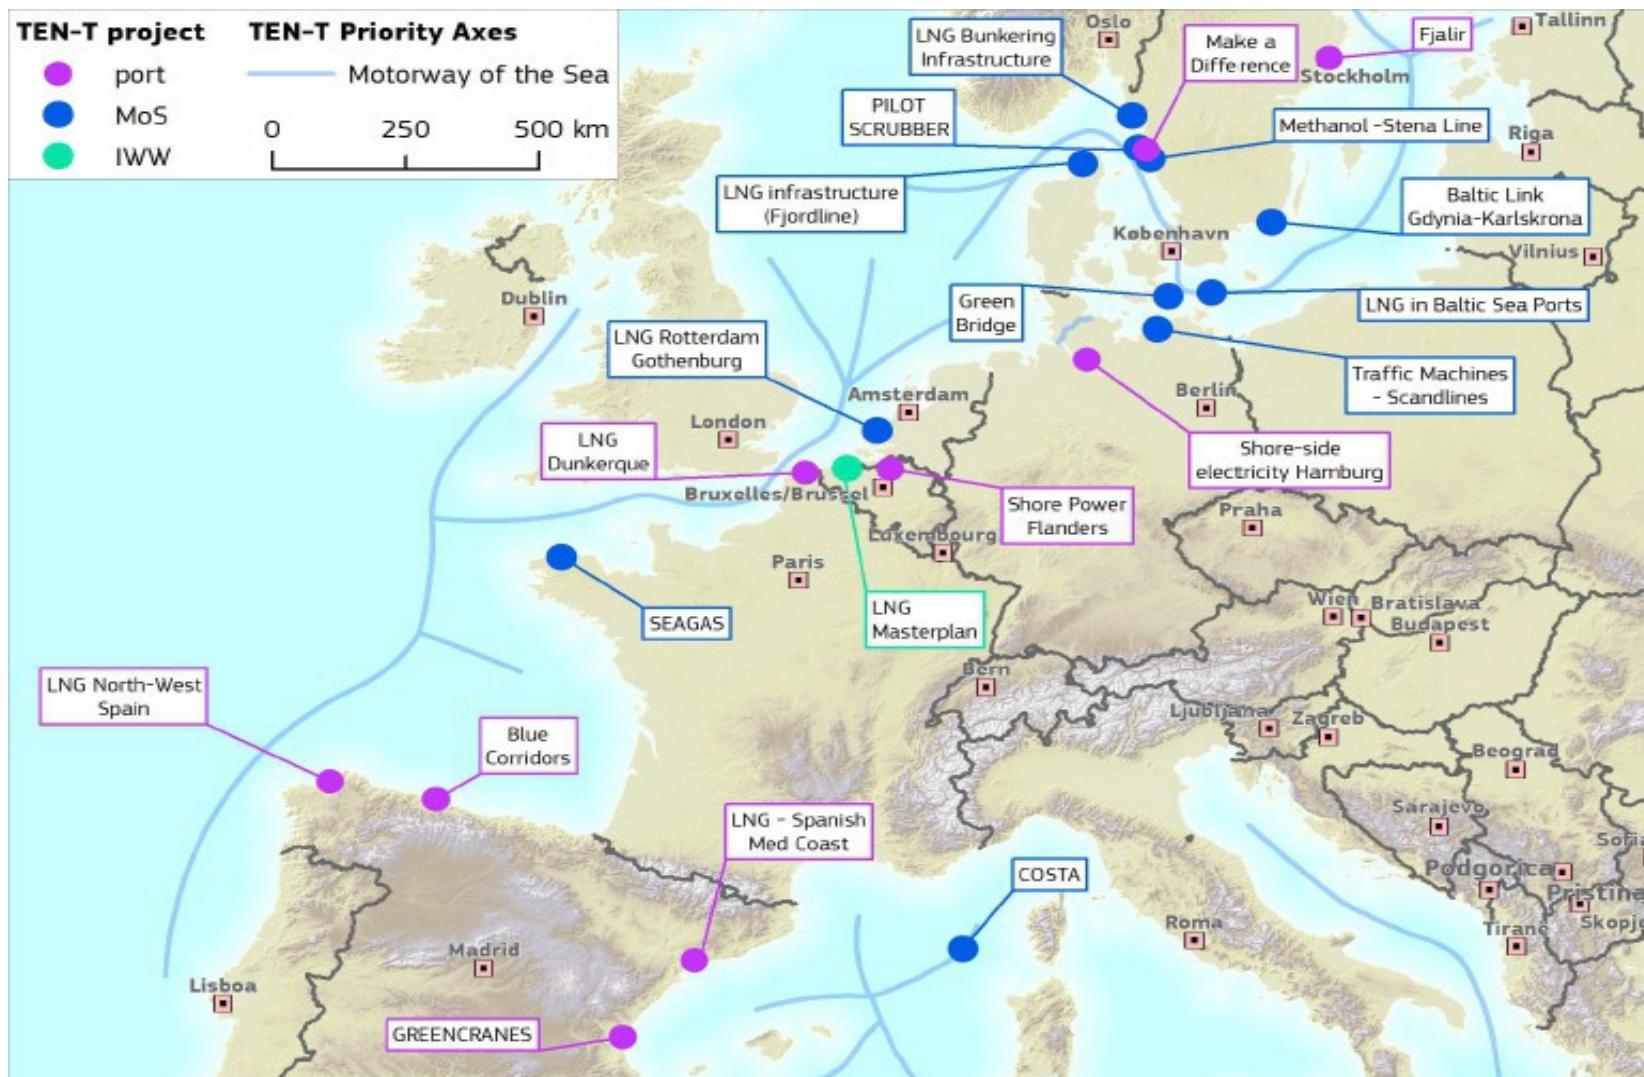 TEN-T project
TEN-T Priority Axes
port
Motorway of the Sea
MoS
0 250 500 km
IWW
LNG Bunkering
Infrastructure
Oslo
Make a
Difference
Fjalir
Tallinn
Stockholm
PILOT
SCRUBBER
Methanol -Stena Line
Riga
LNG infrastructure
(Fjordline)
Baltic Link
Gdynia-Karlskrona
København
Vilnius
Dublin
Green
Bridge
LNG in Baltic Sea Ports
LNG Rotterdam
Gothenburg
Traffic Machines
- Scandlines
Amsterdam
Berlin
London
LNG
Dunkerque
Shore-side
electricity Hamburg
Bruxelles/Brussel
Shore Power
Flanders
Praha
Luxembourg
Paris
SEAGAS
LNG
Masterplan
Wien
Bratislava
Budapest
Bern
LNG North-West
Spain
Blue
Corridors
Ljubljana
Zagreb
Beograd
LNG - Spanish
Med Coast
Sarajevo
Sofia
COSTA
Podgorica
Pristina
Roma
Skopje
Tirane
Madrid
Lisboa
GREENCRANES